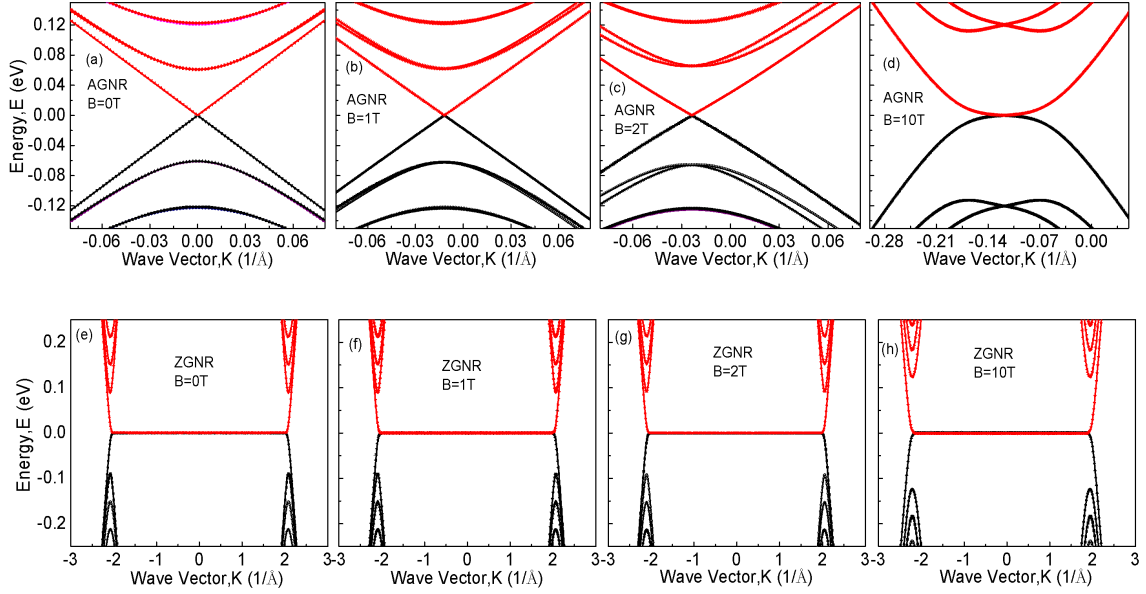 0.12
0.08
0.04
0.00
-0.04
-0.08
-0.12
Energy,E (eV)
(a)
AGNR
B=0T
-0.06 -0.03 0.00 0.03 0.06
Wave Vector,K (1/Å)
(b)
AGNR
B=1T
-0.06 -0.03 0.00 0.03 0.06
Wave Vector,K (1/Å)
(c)
AGNR
B=2T
-0.06 -0.03 0.00 0.03 0.06
Wave Vector,K (1/Å)
(d)
AGNR
B=10T
-0.28 -0.21 -0.14 -0.07 0.00
Wave Vector,K (1/Å)
0.2
0.1
0.0
-0.1
-0.2
Energy,E (eV)
(e)
ZGNR
B=0T
-3 -2 -1 0 1 2 3
Wave Vector,K (1/Å)
(f)
ZGNR
B=1T
-3 -2 -1 0 1 2 3
Wave Vector,K (1/Å)
(g)
ZGNR
B=2T
-3 -2 -1 0 1 2 3
Wave Vector,K (1/Å)
(h)
ZGNR
B=10T
-3 -2 -1 0 1 2 3
Wave Vector,K (1/Å)